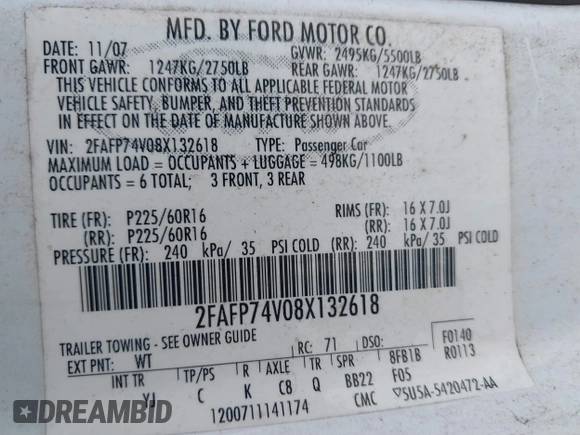 MFD. BY FORD MOTOR CO.
DATE: 11/07 GVWR: 2495KG/5500LB
FRONT GAWR: 1247KG/2750LB REAR GAWR: 1247KG/2750LB
THIS VEHICLE CONFORMS TO ALL APPLICABLE FEDERAL MOTOR
VEHICLE SAFETY, BUMPER, AND THEFT PREVENTION STANDARDS
IN EFFECT ON THE DATE OF MANUFACTURE SHOWN ABOVE.
VIN: 2FAFP74V08X132618 TYPE: Passenger Car
MAXIMUM LOAD = OCCUPANTS + LUGGAGE = 498KG/1100LB
OCCUPANTS = 6 TOTAL; 3 FRONT, 3 REAR
TIRE (FR): P225/60R16 RIMS (FR): 16 X 7.0J
(RR): P225/60R16 (RR): 16 X 7.0J
PRESSURE (FR): 240 kPa/ 35 PSI COLD (RR): 240 kPa/ 35 PSI COLD
2FAFP74V08X132618
TRAILER TOWING - SEE OWNER GUIDE
EXT PNT: WT RC: 71 DSO: F0140
8FB1B R0113
INT TR TP/PS R AXLE TR SPR F05
YJ C K C8 Q BB22
1200711141174 CMC ▽5U5A-5420472-AA
DREAMBID